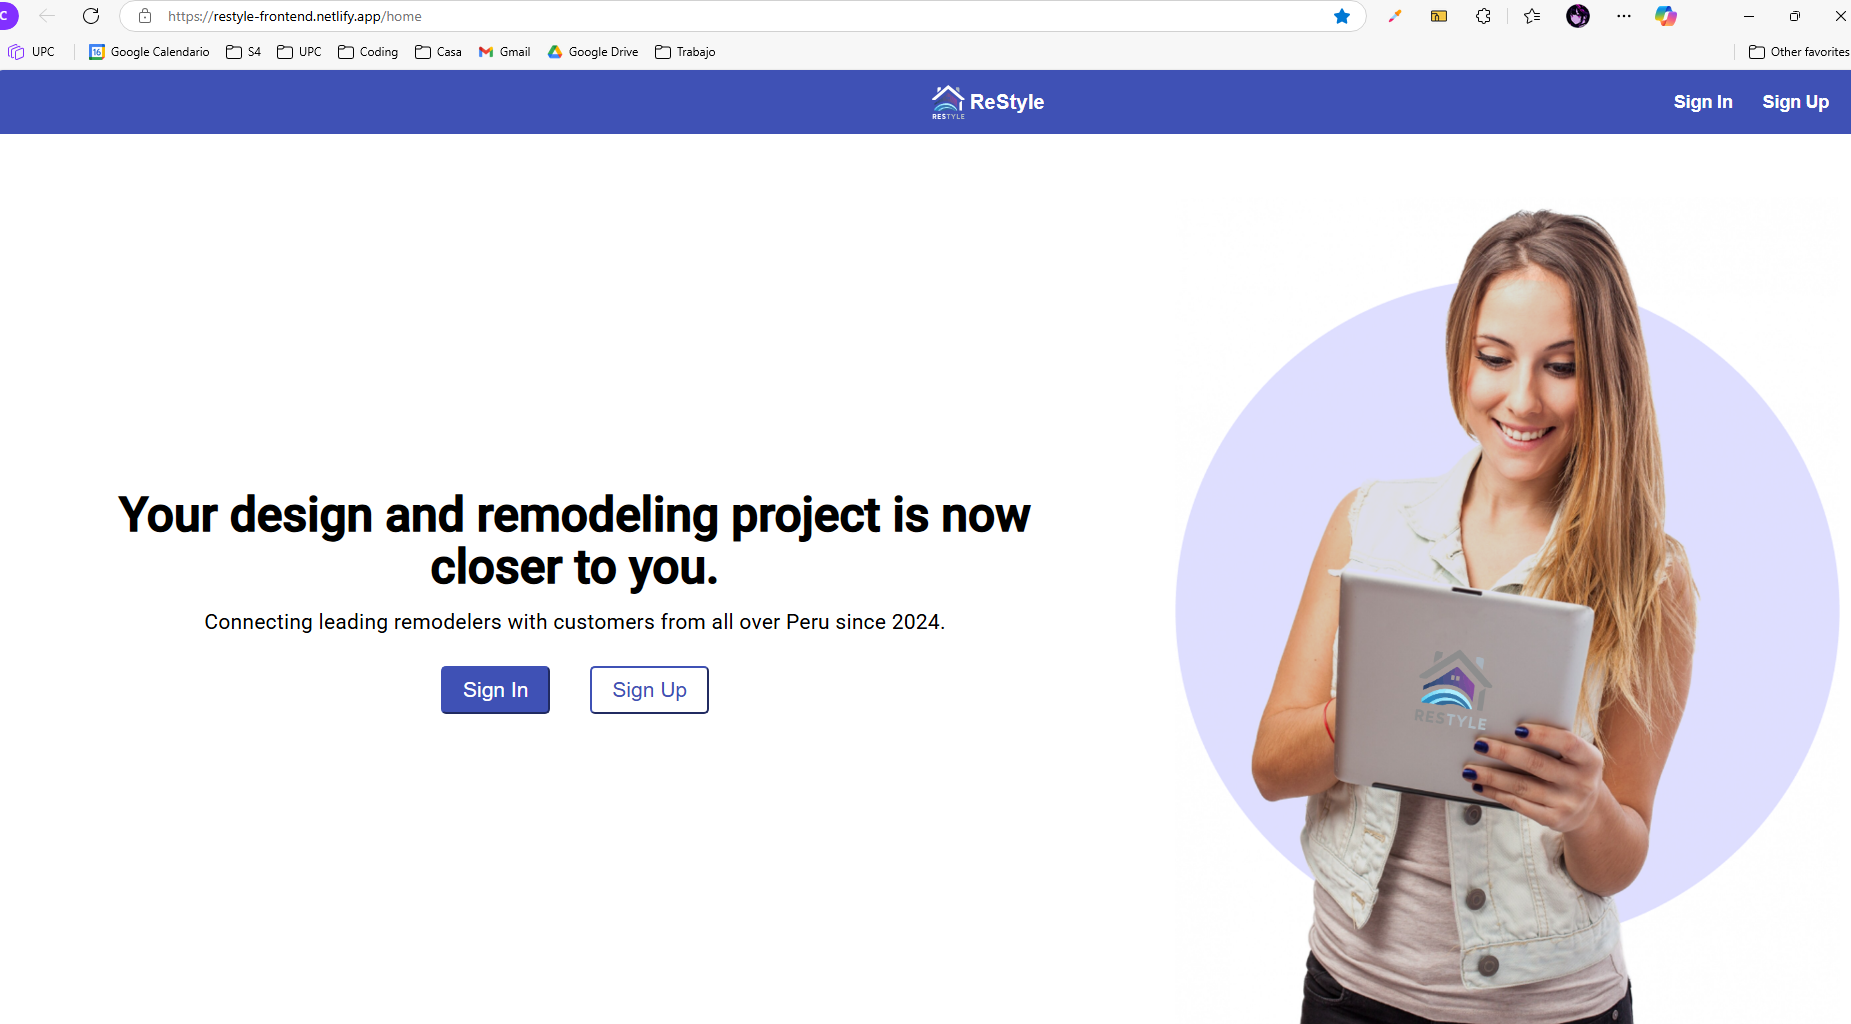 C
https://restyle-frontend.netlify.app/home
UPC
16 Google Calendario
S4
UPC
Coding
Casa
Gmail
Google Drive
Trabajo
Other favorites
RESTYLE
ReStyle
Sign In
Sign Up
Your design and remodeling project is now
closer to you.
Connecting leading remodelers with customers from all over Peru since 2024.
Sign In
Sign Up
RESTYLE